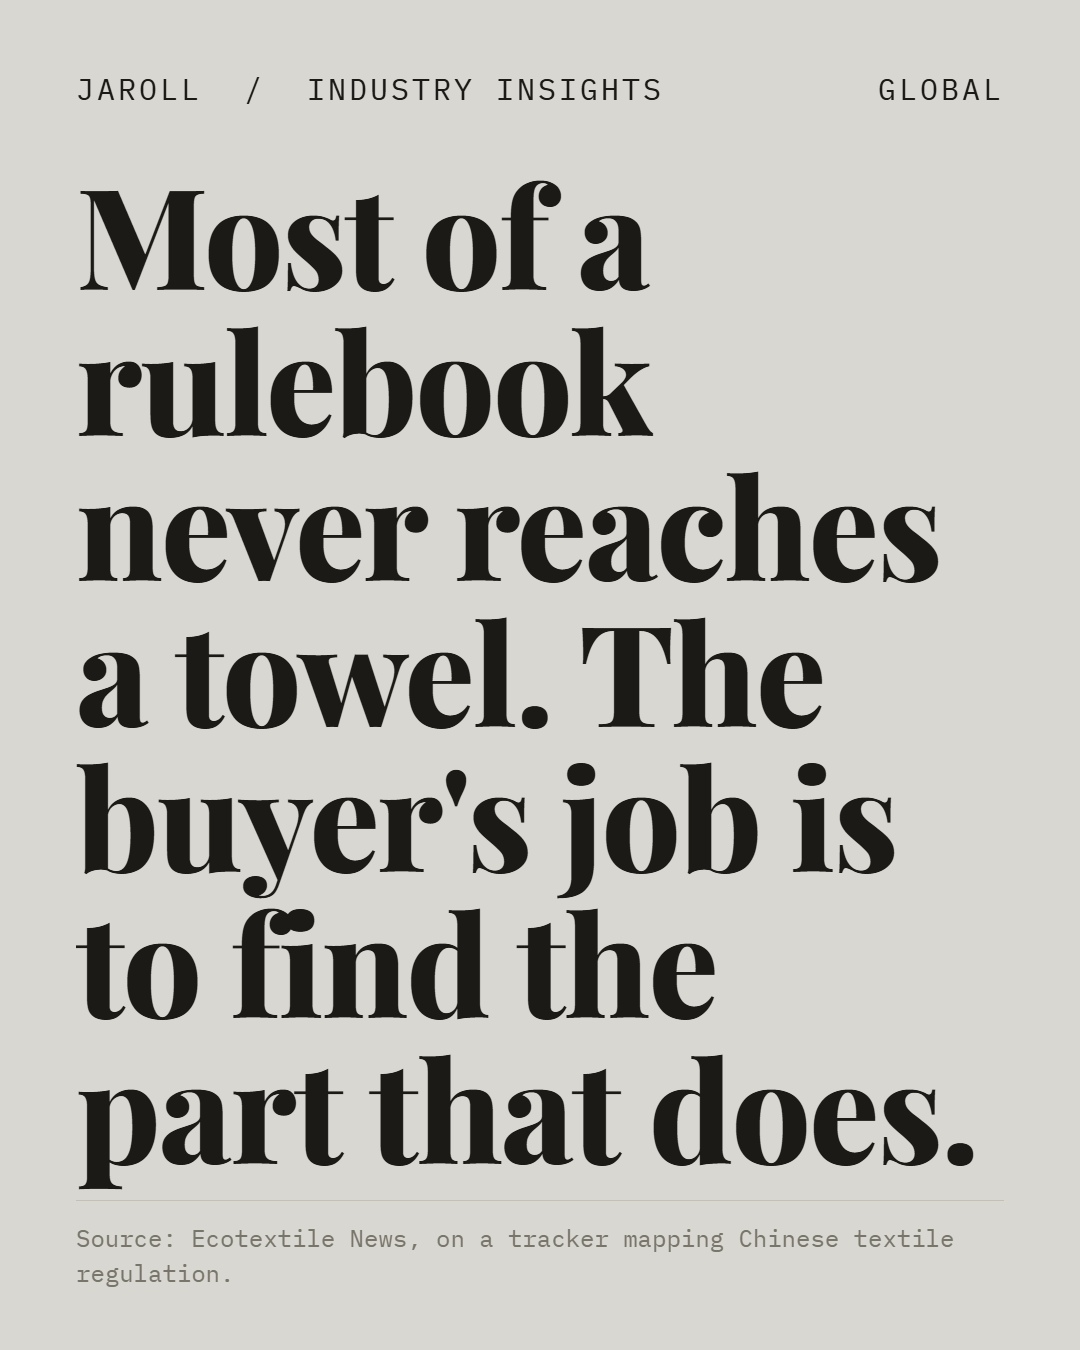 JAROLL / INDUSTRY INSIGHTS GLOBAL
Most of a
rulebook
never reaches
a towel. The
buyer's job is
to find the
part that does.
Source: Ecotextile News, on a tracker mapping Chinese textile
regulation.